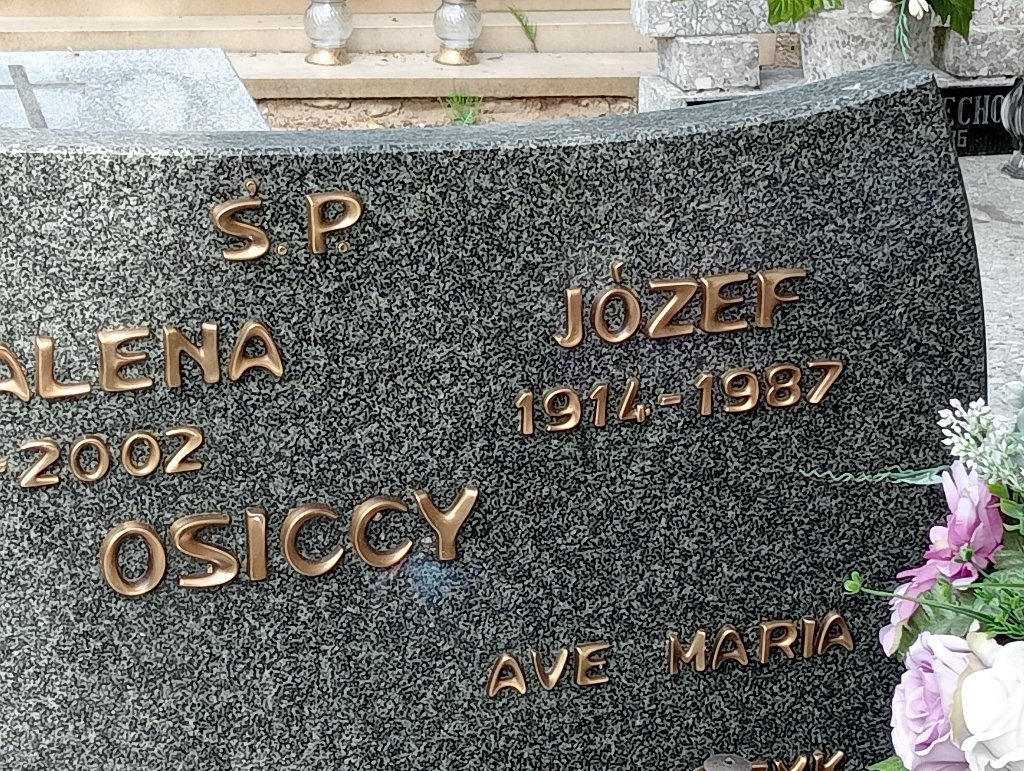 Ś.P.
ALENA
JÓZEF
-2002
1914-1987
OSICCY
AVE MARIA